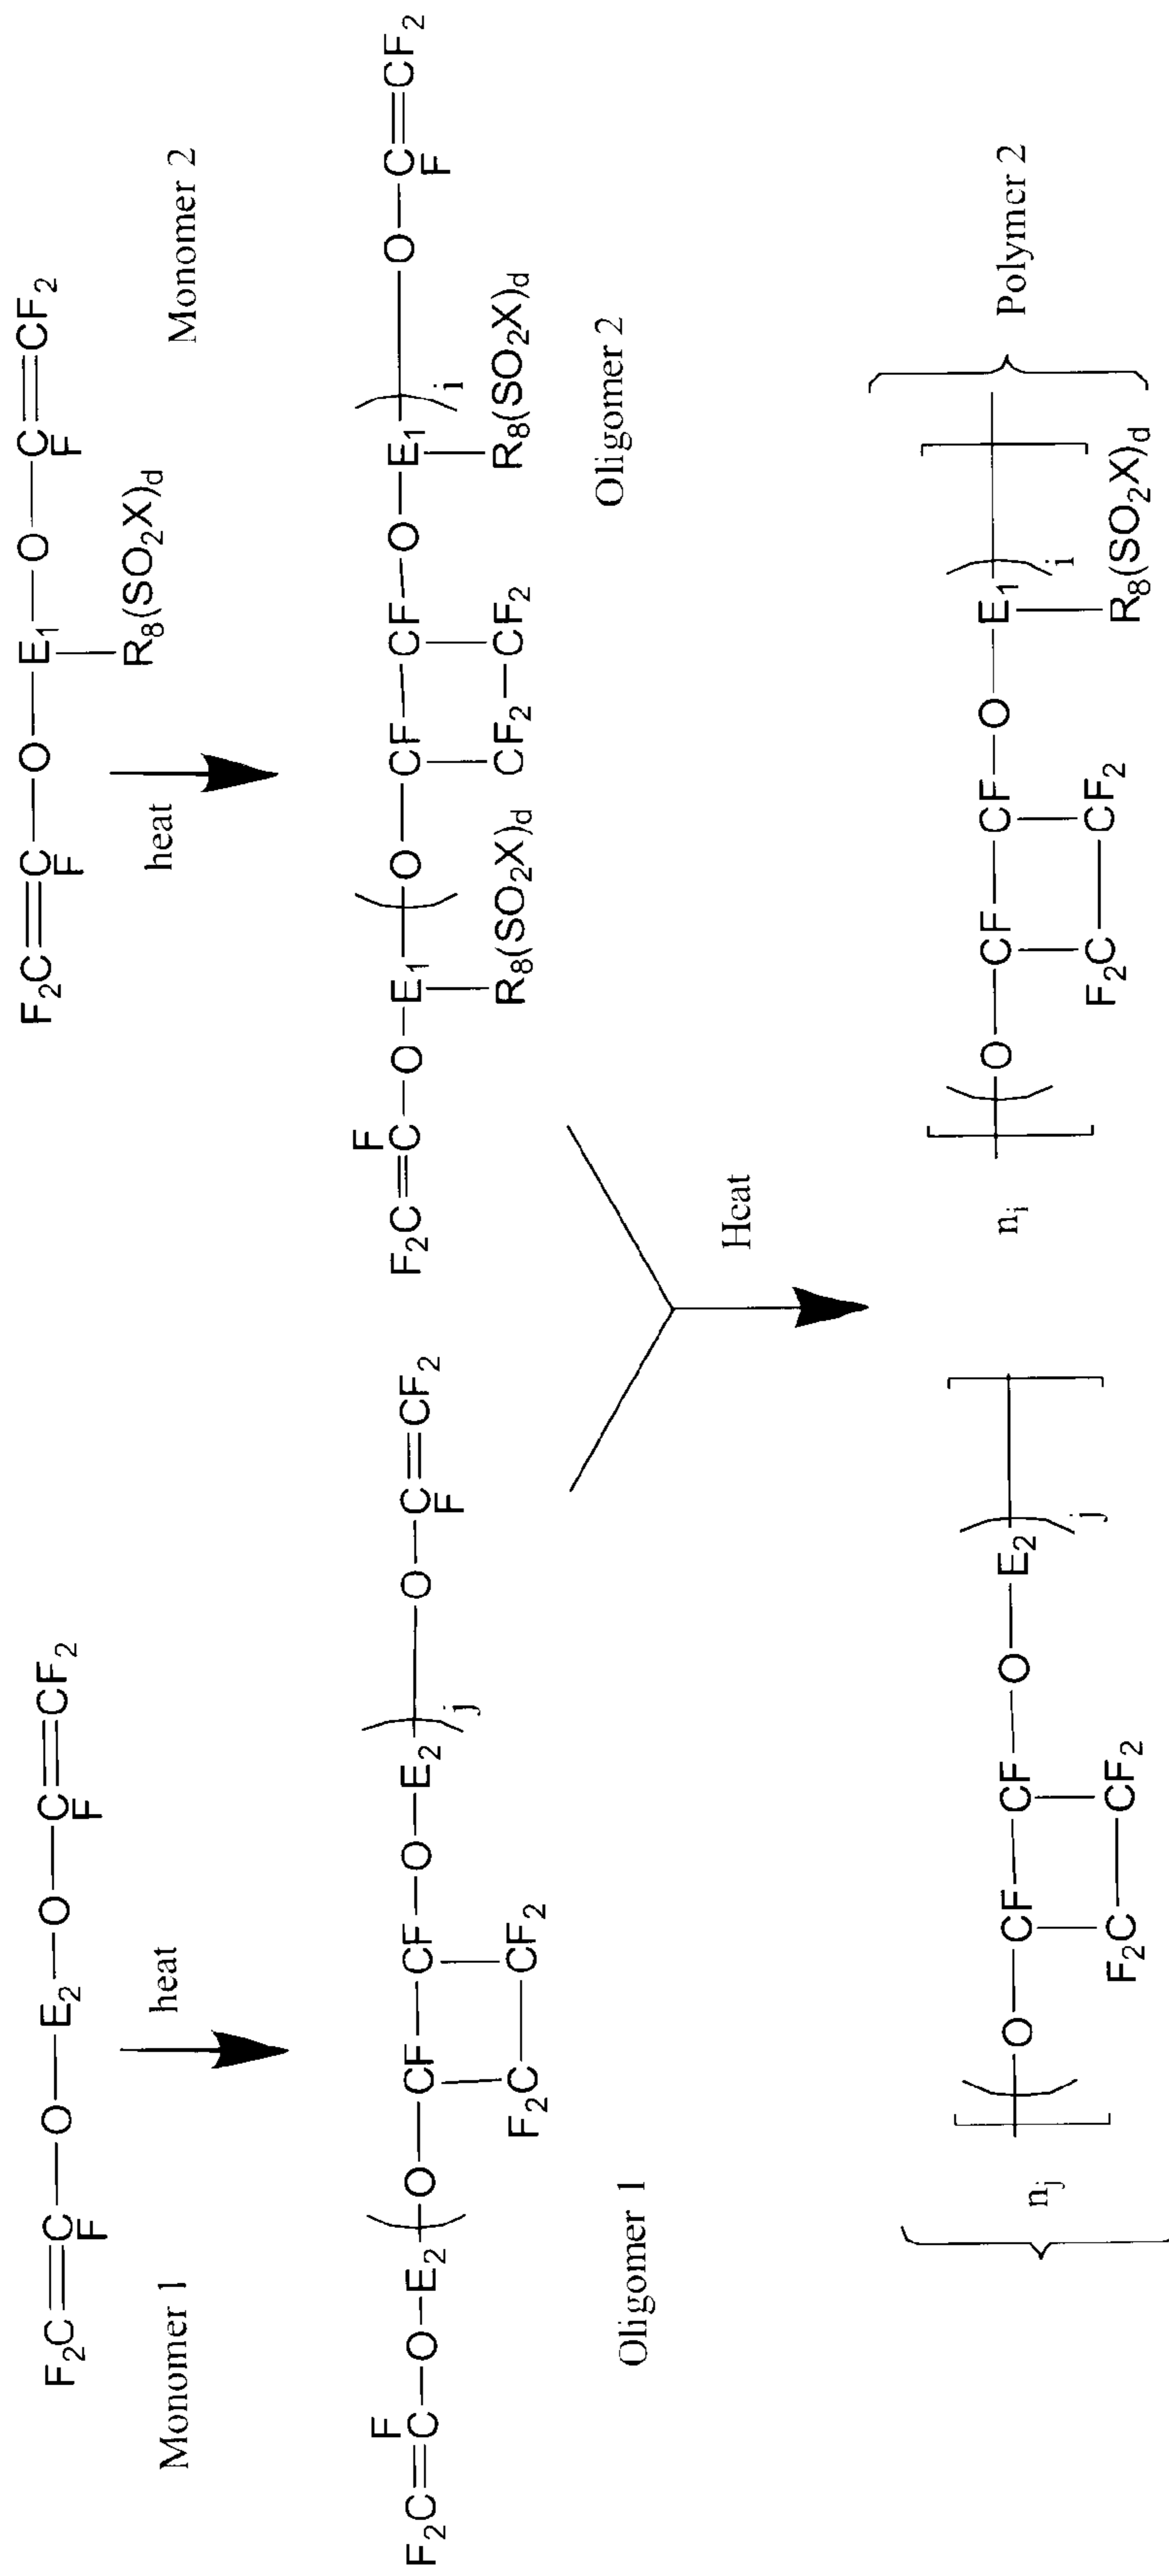 F₂C=C-O-E₂-O-C=CF₂
F F
Monomer 1
heat
F₂C=C-O-E₁-O-C=CF₂
F F
R₈(SO₂X)d
Monomer 2
heat
F
F₂C=C-O-E₂(O-CF-CF-O-E₂)j-O-C=CF₂
F
F₂C-CF₂
Oligomer 1
F
F₂C=C-O-E₁(O-CF-CF-O-E₁)i-O-C=CF₂
F
R₈(SO₂X)d CF₂-CF₂ R₈(SO₂X)d
Oligomer 2
Heat
nj [(O-CF-CF-O-E₂)j]
F₂C-CF₂
ni [(O-CF-CF-O-E₁)i]
F₂C-CF₂ R₈(SO₂X)d
Polymer 2